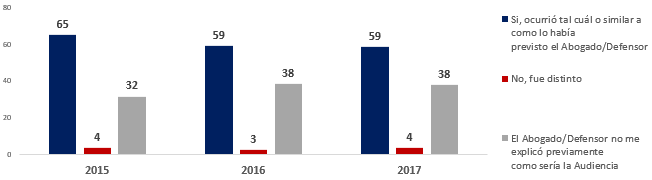 80
60
40
20
0
65
4
32
59
3
38
59
4
38
2015
2016
2017
Si, ocurrió tal cuál o similar a
como lo había
previsto el Abogado/Defensor
No, fue distinto
El Abogado/Defensor no me
explicó previamente
como sería la Audiencia